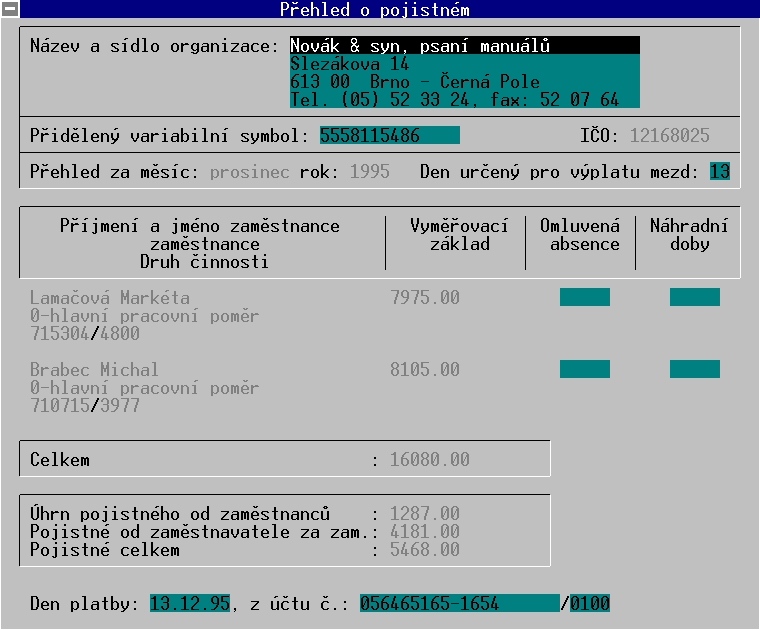 Přehled o pojistném
Název a sídlo organizace: Novák & syn, psaní manuálů
Slezákova 14
613 00 Brno - Černá Pole
Tel. (05) 52 33 24, fax: 52 07 64
Přidělený variabilní symbol: 5558115486 IČO: 12168025
Přehled za měsíc: prosinec rok: 1995 Den určený pro výplatu mezd: 13
Příjmení a jméno zaměstnance Vyměřovací Omluvená Náhradní
zaměstnance základ absence doby
Druh činnosti
Lamačová Markéta 7975.00
0-hlavní pracovní poměr
715304/4800
Brabec Michal 8105.00
0-hlavní pracovní poměr
710715/3977
Celkem : 16080.00
Úhrn pojistného od zaměstnanců : 1287.00
Pojistné od zaměstnavatele za zam.: 4181.00
Pojistné celkem : 5468.00
Den platby: 13.12.95, z účtu č.: 056465165-1654 /0100